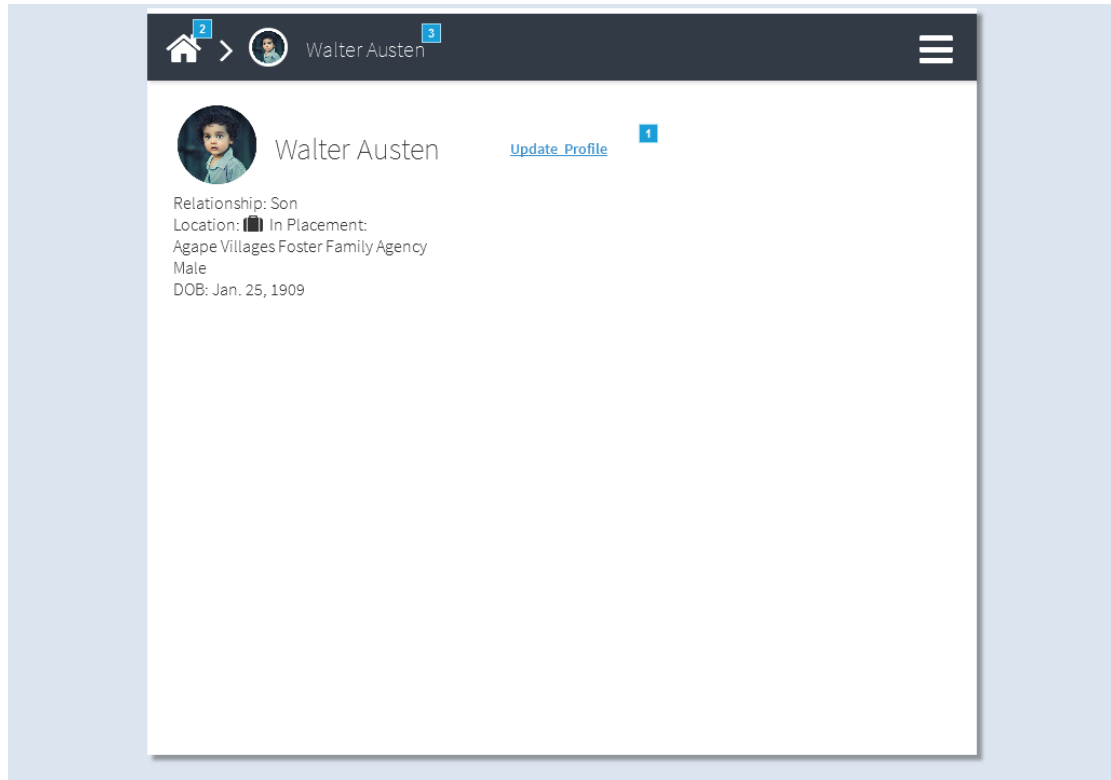 2
3
Walter Austen
1
Walter Austen
Update Profile
Relationship: Son
Location: In Placement:
Agape Villages Foster Family Agency
Male
DOB: Jan. 25, 1909